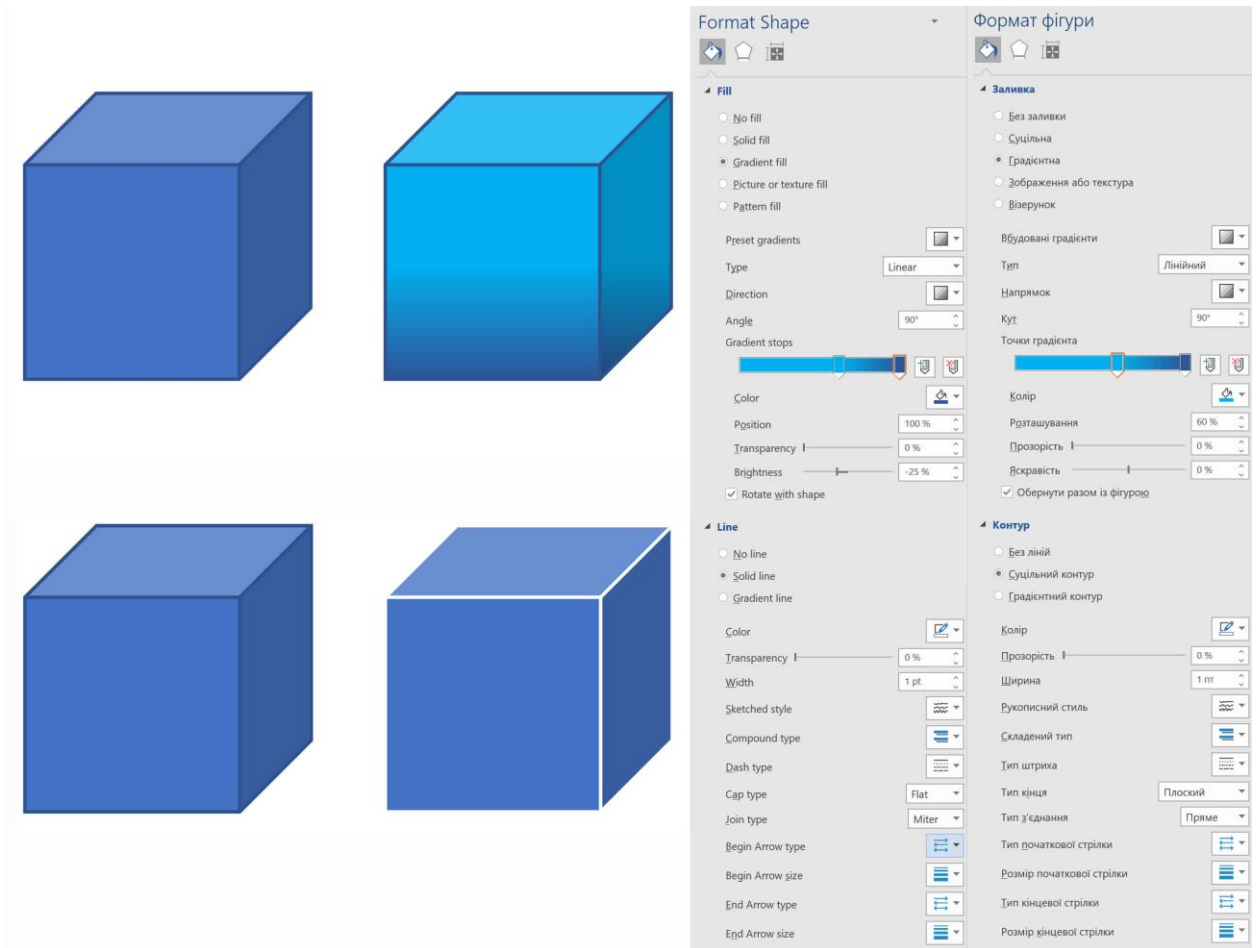 Format Shape
Fill
No fill
Solid fill
Gradient fill
Picture or texture fill
Pattern fill
Preset gradients
Type Linear
Direction
Angle 90°
Gradient stops
Color
Position 100 %
Transparency 0 %
Brightness -25 %
Rotate with shape
Line
No line
Solid line
Gradient line
Color
Transparency 0 %
Width 1 pt
Sketched style
Compound type
Dash type
Cap type Flat
Join type Miter
Begin Arrow type
Begin Arrow size
End Arrow type
End Arrow size
Формат фігури
Заливка
Без заливки
Суцільна
Градієнтна
Зображення або текстура
Візерунок
Вбудовані градієнти
Тип Лінійний
Напрямок
Кут 90°
Точки градієнта
Колір
Розташування 60 %
Прозорість 0 %
Яскравість 0 %
Обернути разом із фігурою
Контур
Без ліній
Суцільний контур
Градієнтний контур
Колір
Прозорість 0 %
Ширина 1 пт
Рукописний стиль
Складений тип
Тип штриха
Тип кінця Плоский
Тип з'єднання Пряме
Тип початкової стрілки
Розмір початкової стрілки
Тип кінцевої стрілки
Розмір кінцевої стрілки